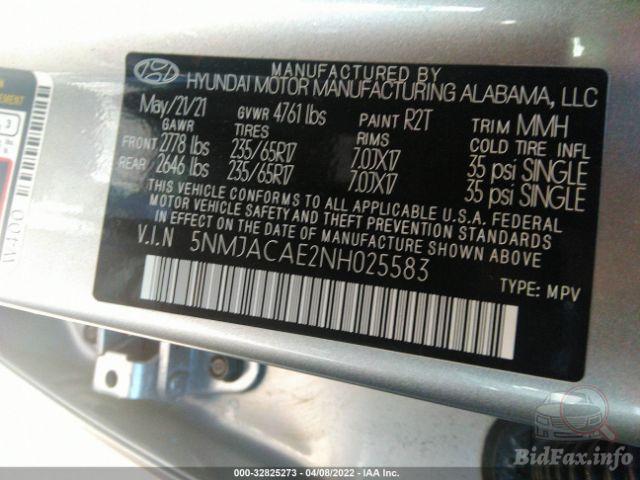 MANUFACTURED BY
HYUNDAI MOTOR MANUFACTURING ALABAMA, LLC
May/21/21 GVWR 4761 lbs PAINT R2T TRIM MMH
GAWR TIRES RIMS COLD TIRE INFL
FRONT 2778 lbs 235/65R17 7.0JX17 35 psi SINGLE
REAR 2646 lbs 235/65R17 7.0JX17 35 psi SINGLE
THIS VEHICLE CONFORMS TO ALL APPLICABLE U.S.A. FEDERAL
MOTOR VEHICLE SAFETY AND THEFT PREVENTION STANDARDS
IN EFFECT ON THE DATE OF MANUFACTURE SHOWN ABOVE
V.I.N 5NMJACAE2NH025583
TYPE: MPV
3
W400
000-32825273 - 04/08/2022 - IAA Inc.
BidFax.info